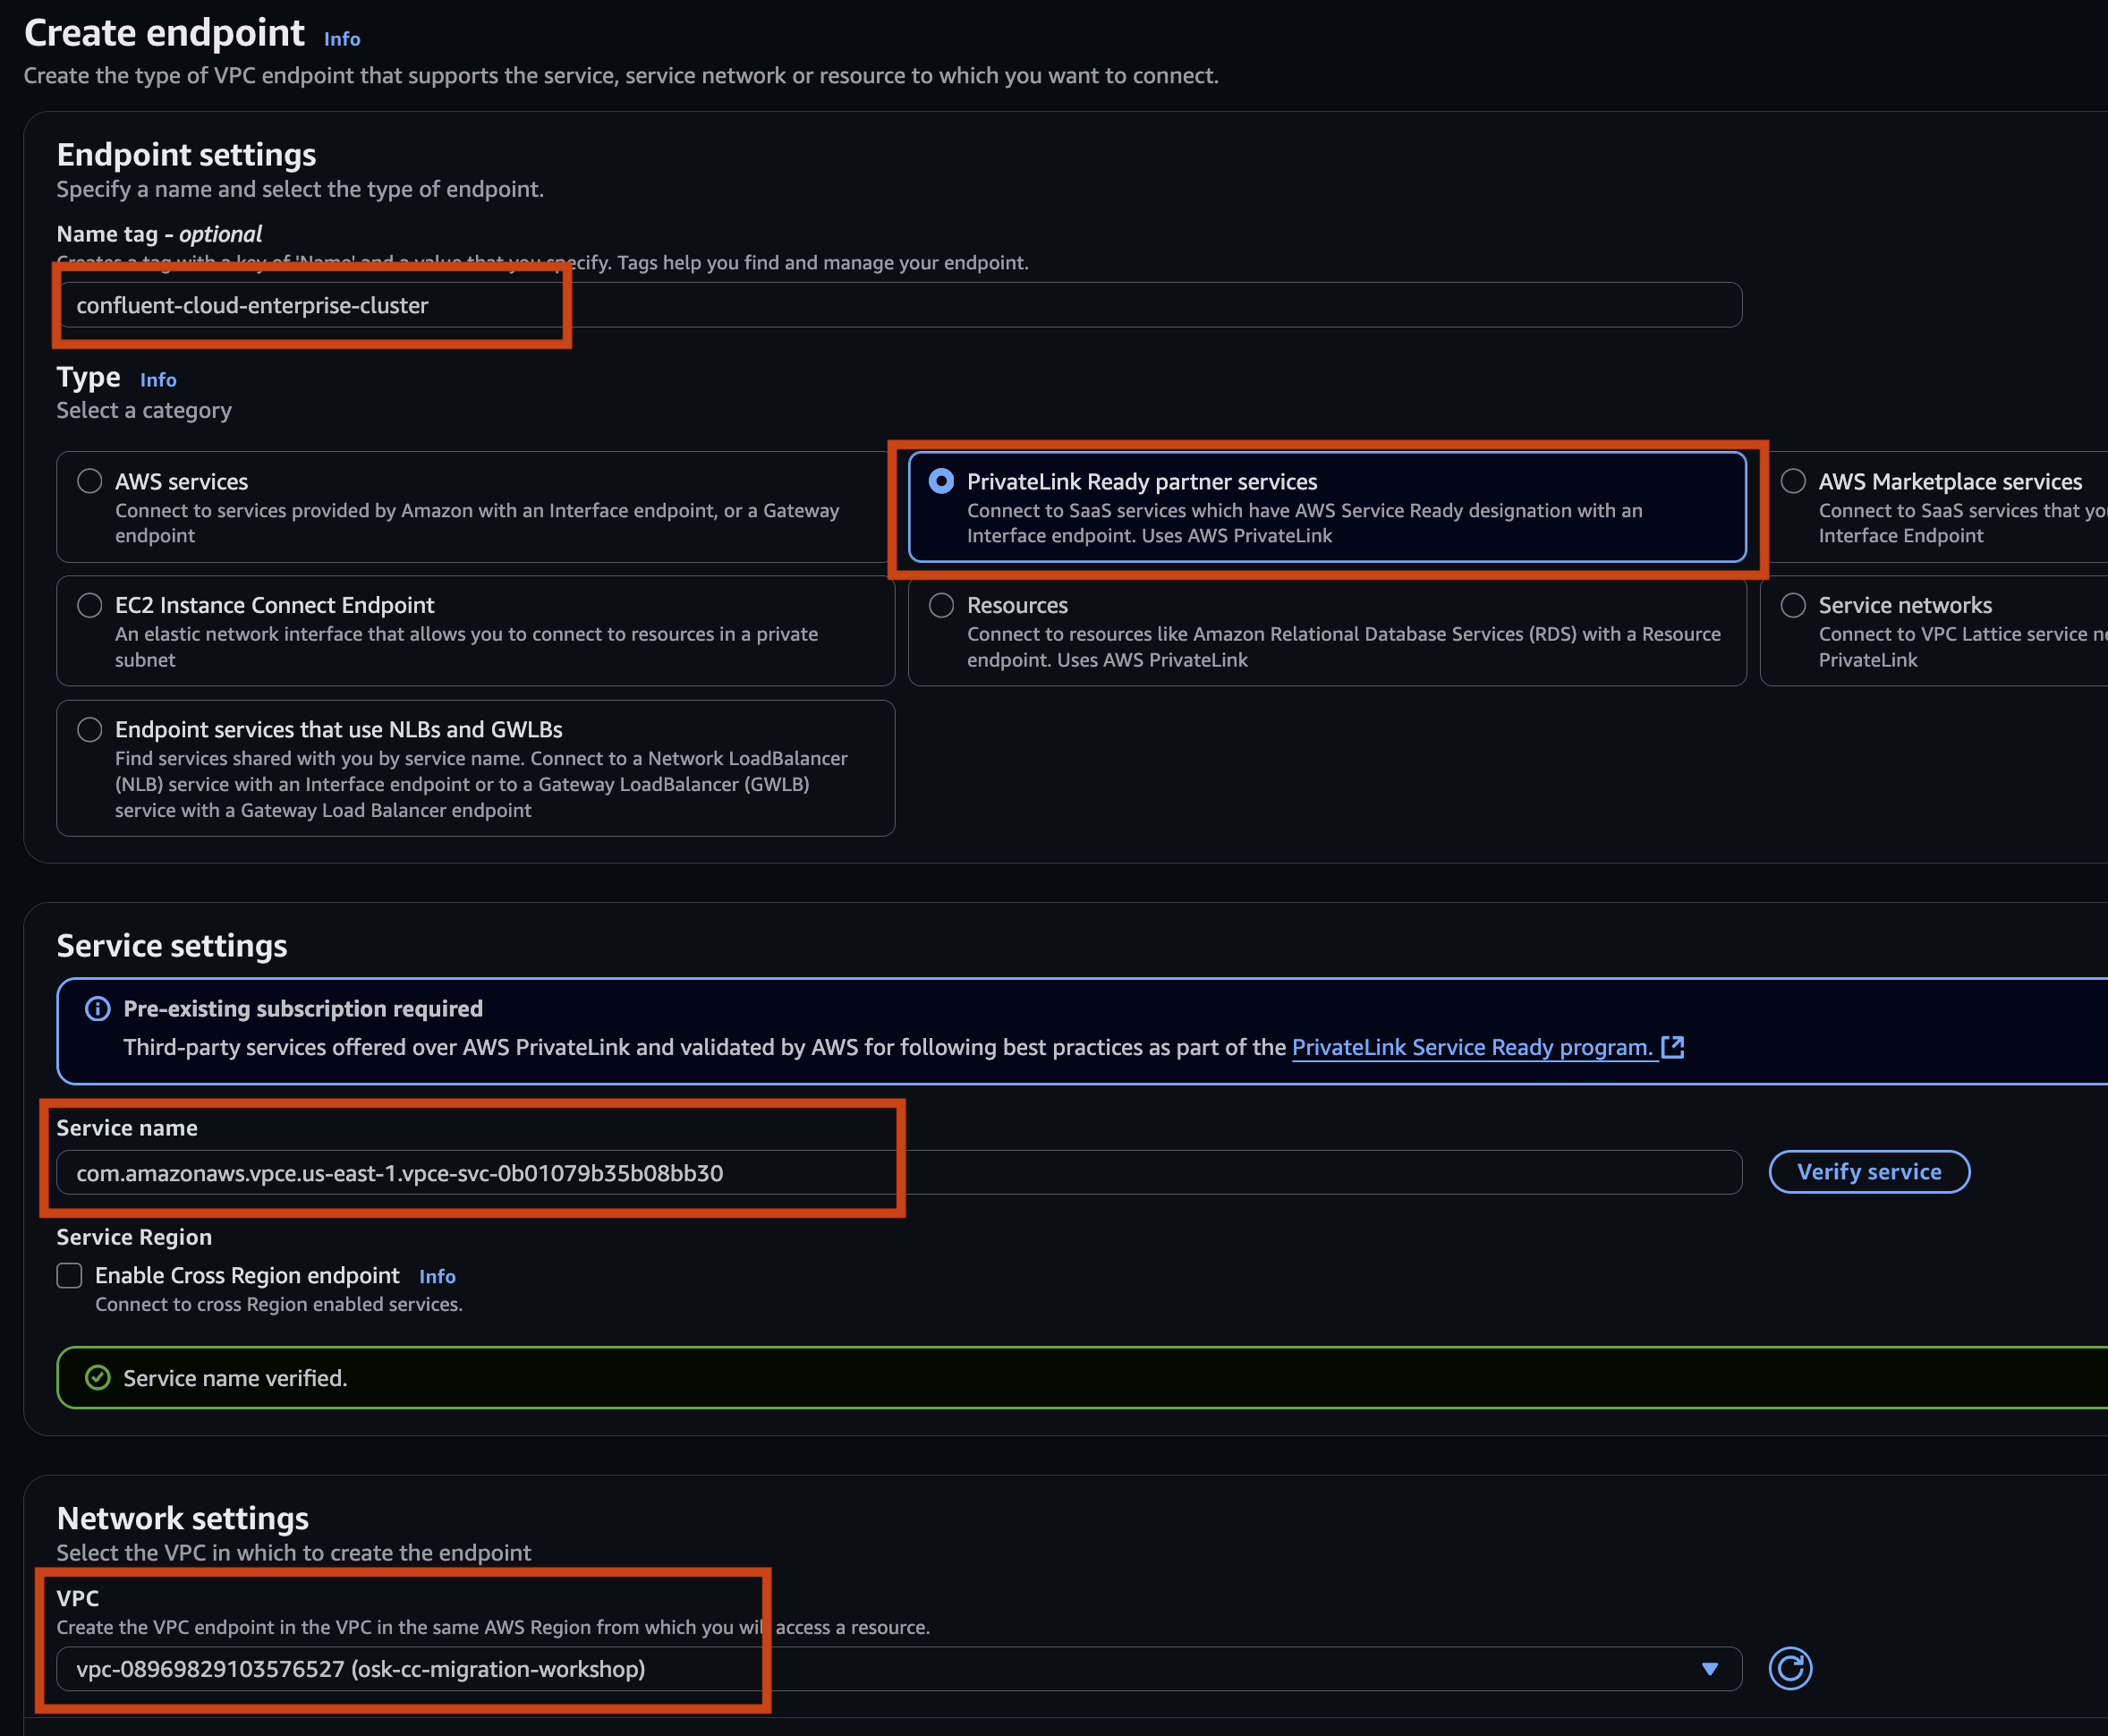 Create endpoint Info
Create the type of VPC endpoint that supports the service, service network or resource to which you want to connect.
Endpoint settings
Specify a name and select the type of endpoint.
Name tag - optional
Creates a tag with a key of 'Name' and a value that you specify. Tags help you find and manage your endpoint.
confluent-cloud-enterprise-cluster
Type Info
Select a category
AWS services
Connect to services provided by Amazon with an Interface endpoint, or a Gateway
endpoint
PrivateLink Ready partner services
Connect to SaaS services which have AWS Service Ready designation with an
Interface endpoint. Uses AWS PrivateLink
AWS Marketplace services
Connect to SaaS services that
Interface Endpoint
EC2 Instance Connect Endpoint
An elastic network interface that allows you to connect to resources in a private
subnet
Resources
Connect to resources like Amazon Relational Database Services (RDS) with a Resource
endpoint. Uses AWS PrivateLink
Service networks
Connect to VPC Lattice service
PrivateLink
Endpoint services that use NLBs and GWLBs
Find services shared with you by service name. Connect to a Network LoadBalancer
(NLB) service with an Interface endpoint or to a Gateway LoadBalancer (GWLB)
service with a Gateway Load Balancer endpoint
Service settings
Pre-existing subscription required
Third-party services offered over AWS PrivateLink and validated by AWS for following best practices as part of the PrivateLink Service Ready program.
Service name
com.amazonaws.vpce.us-east-1.vpce-svc-0b01079b35b08bb30
Verify service
Service Region
Enable Cross Region endpoint Info
Connect to cross Region enabled services.
Service name verified.
Network settings
Select the VPC in which to create the endpoint
VPC
Create the VPC endpoint in the VPC in the same AWS Region from which you will access a resource.
vpc-08969829103576527 (osk-cc-migration-workshop)